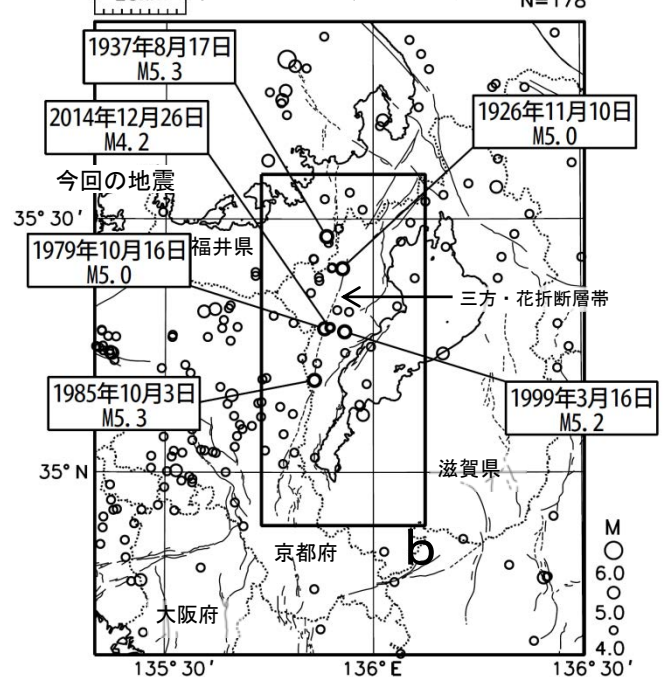 N=178
1937年8月17日
M5.3
2014年12月26日
M4.2
今回の地震
1926年11月10日
M5.0
35°30′
福井県
1979年10月16日
M5.0
三方・花折断層帯
1985年10月3日
M5.3
1999年3月16日
M5.2
35°N
滋賀県
京都府
b
大阪府
M
6.0
5.0
4.0
135°30′
136°E
136°30′